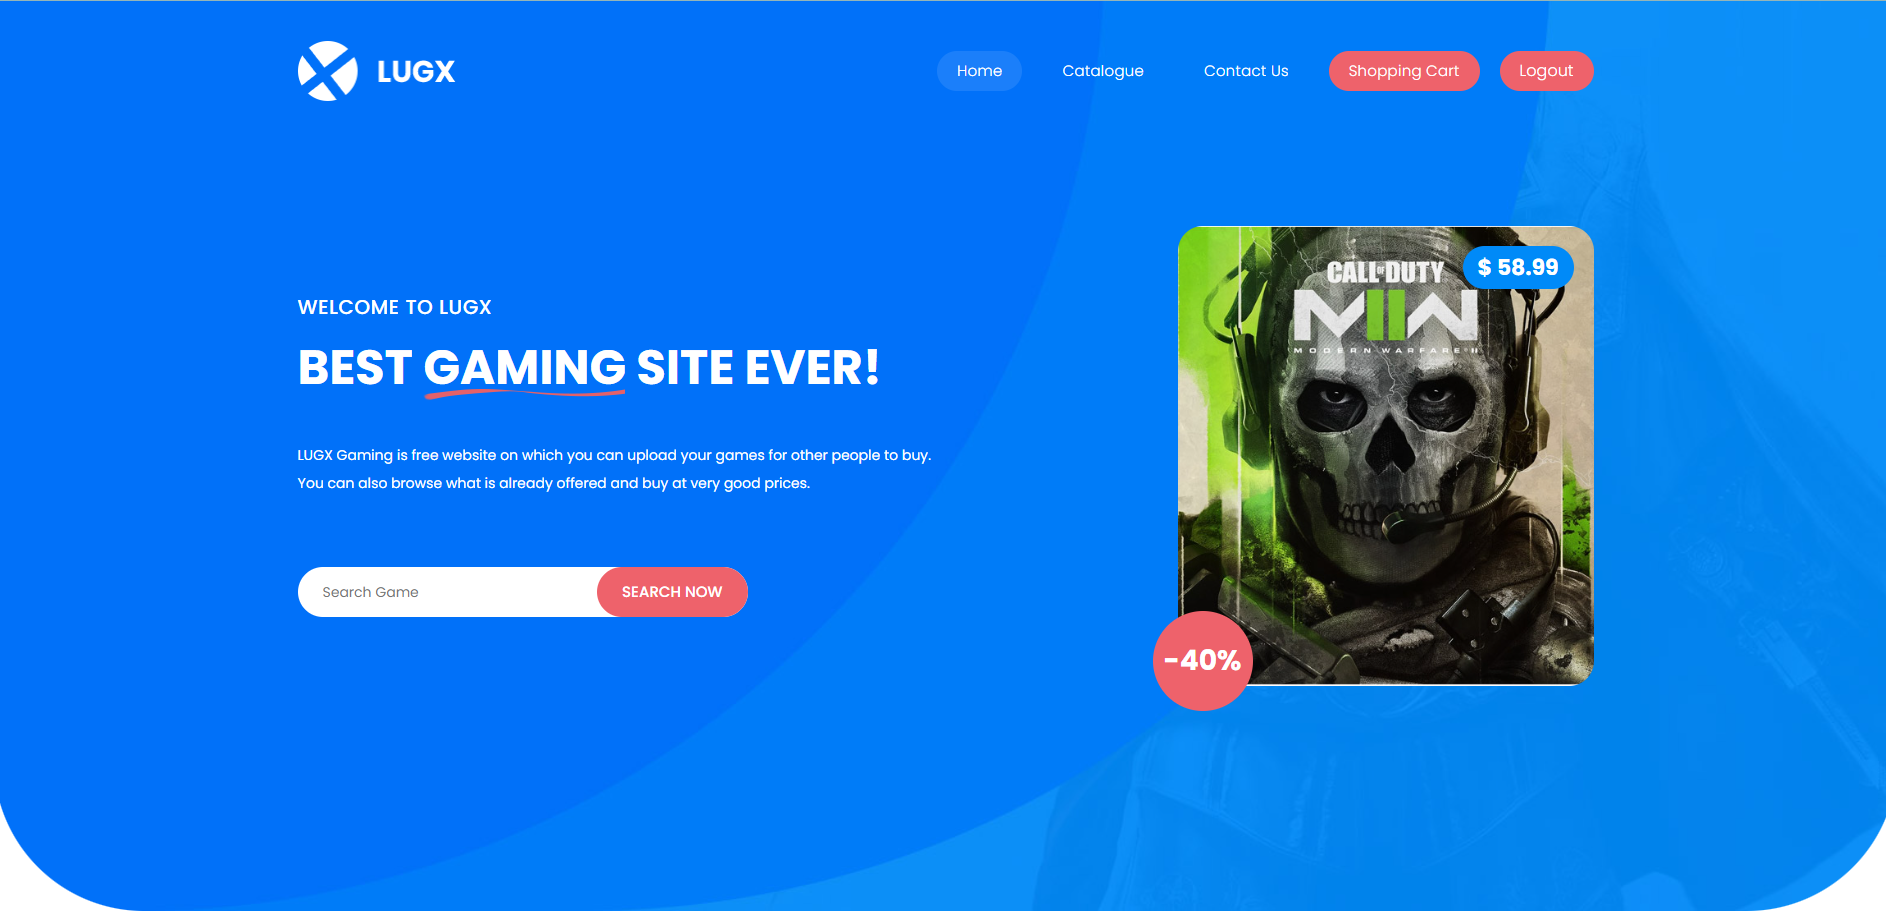 LUGX
Home
Catalogue
Contact Us
Shopping Cart
Logout
WELCOME TO LUGX
BEST GAMING SITE EVER!
LUGX Gaming is free website on which you can upload your games for other people to buy.
You can also browse what is already offered and buy at very good prices.
Search Game
SEARCH NOW
$ 58.99
CALL OF DUTY
MIIW
MODERN WARFARE II
-40%